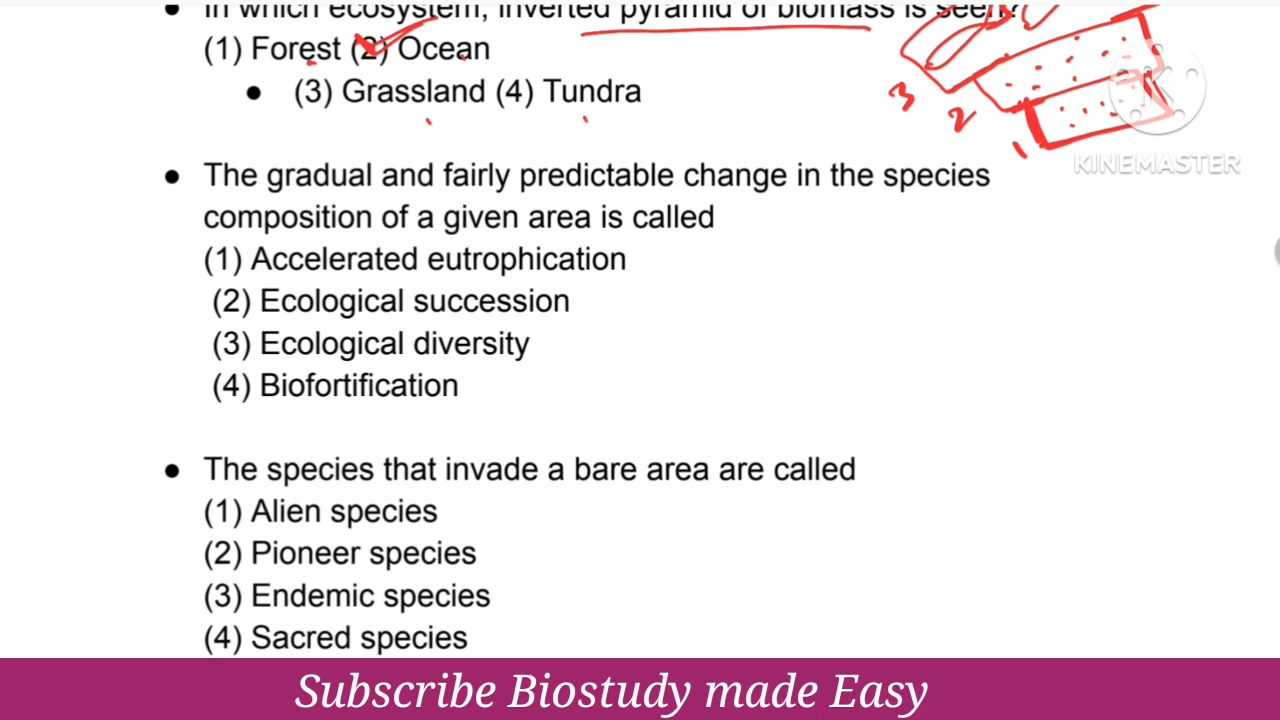 • In which ecosystem, inverted pyramid of biomass is seen?
(1) Forest (2) Ocean
• (3) Grassland (4) Tundra
3
2
1
KINEMASTER
• The gradual and fairly predictable change in the species
composition of a given area is called
(1) Accelerated eutrophication
(2) Ecological succession
(3) Ecological diversity
(4) Biofortification
• The species that invade a bare area are called
(1) Alien species
(2) Pioneer species
(3) Endemic species
(4) Sacred species
Subscribe Biostudy made Easy